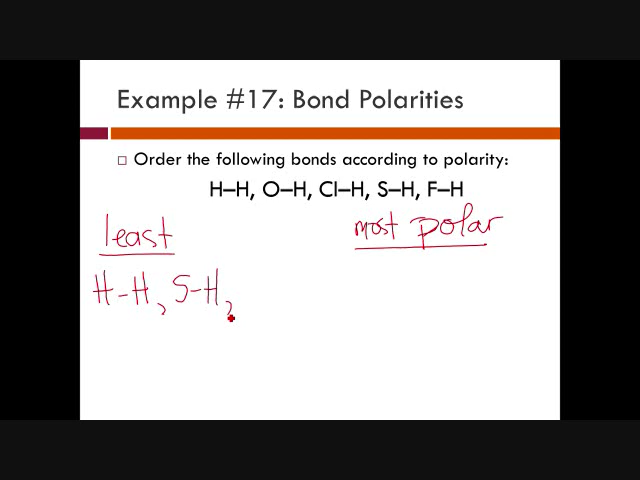 Example #17: Bond Polarities
Order the following bonds according to polarity:
H–H, O–H, Cl–H, S–H, F–H
least most polar
H-H, S-H,